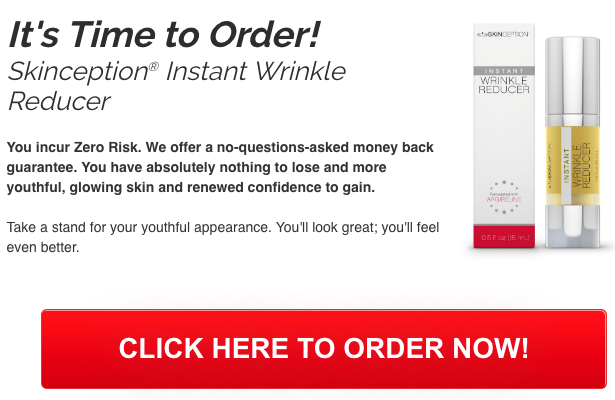 It's Time to Order!
Skinception® Instant Wrinkle
Reducer
You incur Zero Risk. We offer a no-questions-asked money back
guarantee. You have absolutely nothing to lose and more
youthful, glowing skin and renewed confidence to gain.
Take a stand for your youthful appearance. You'll look great; you'll feel
even better.
SKINCEPTION
INSTANT
WRINKLE
REDUCER
Formulated With
ARGIRELINE
0.5 fl oz (15 mL)
INSTANT
WRINKLE
REDUCER
CLICK HERE TO ORDER NOW!